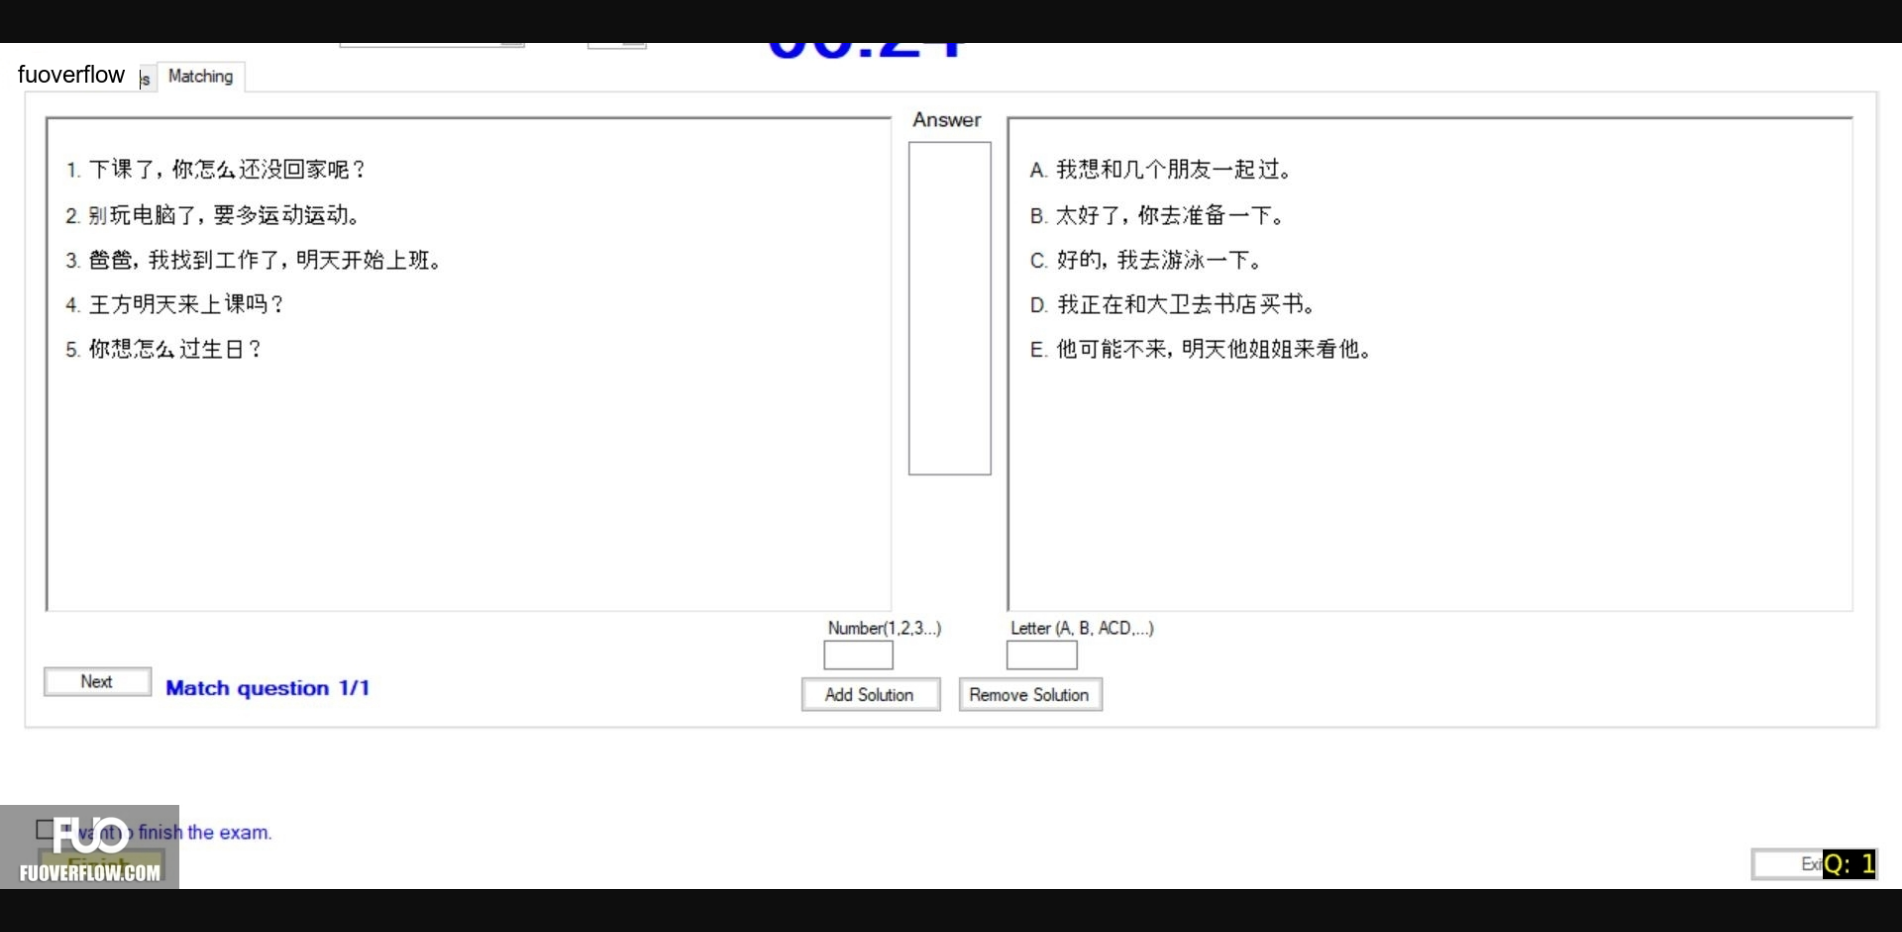 fuoverflow
Matching
Answer
1. 下课了, 你怎么还没回家呢?
2. 别玩电脑了, 要多运动运动。
3. 爸爸, 我找到工作了, 明天开始上班。
4. 王方明天来上课吗?
5. 你想怎么过生日?
A. 我想和几个朋友一起过。
B. 太好了, 你去准备一下。
C. 好的, 我去游泳一下。
D. 我正在和大卫去书店买书。
E. 他可能不来, 明天他姐姐来看他。
Number(1,2,3...)
Letter (A, B, ACD,...)
Next
Match question 1/1
Add Solution
Remove Solution
want to finish the exam.
FUO
FUOVERFLOW.COM
Q: 1